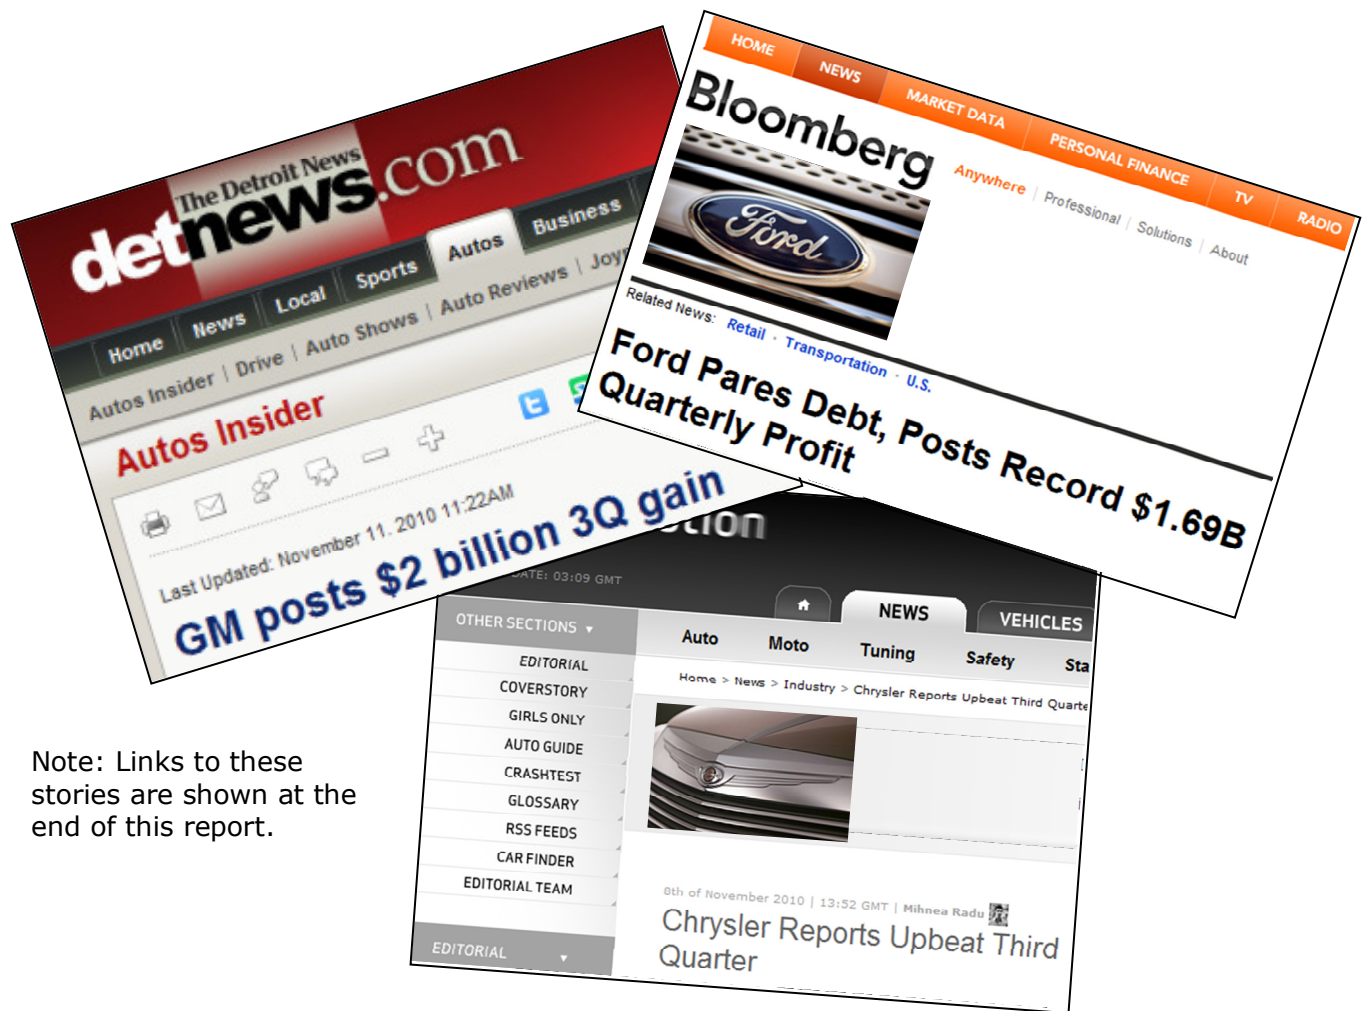 The Detroit News
detnews.com
Home News Local Sports Autos Business
Autos Insider | Drive | Auto Shows | Auto Reviews |
Autos Insider
Last Updated: November 11. 2010 11:22AM
GM posts $2 billion 3Q gain
HOME NEWS MARKET DATA PERSONAL FINANCE TV RADIO
Bloomberg
Anywhere | Professional | Solutions | About
Ford
Related News: Retail · Transportation · U.S.
Ford Pares Debt, Posts Record $1.69B
Quarterly Profit
DATE: 03:09 GMT
NEWS VEHICLES
OTHER SECTIONS
Auto Moto Tuning Safety
Home > News > Industry > Chrysler Reports Upbeat Third Quarte
EDITORIAL
COVERSTORY
GIRLS ONLY
AUTO GUIDE
CRASHTEST
GLOSSARY
RSS FEEDS
CAR FINDER
EDITORIAL TEAM
EDITORIAL
8th of November 2010 | 13:52 GMT | Mihnea Radu
Chrysler Reports Upbeat Third
Quarter
Note: Links to these
stories are shown at the
end of this report.